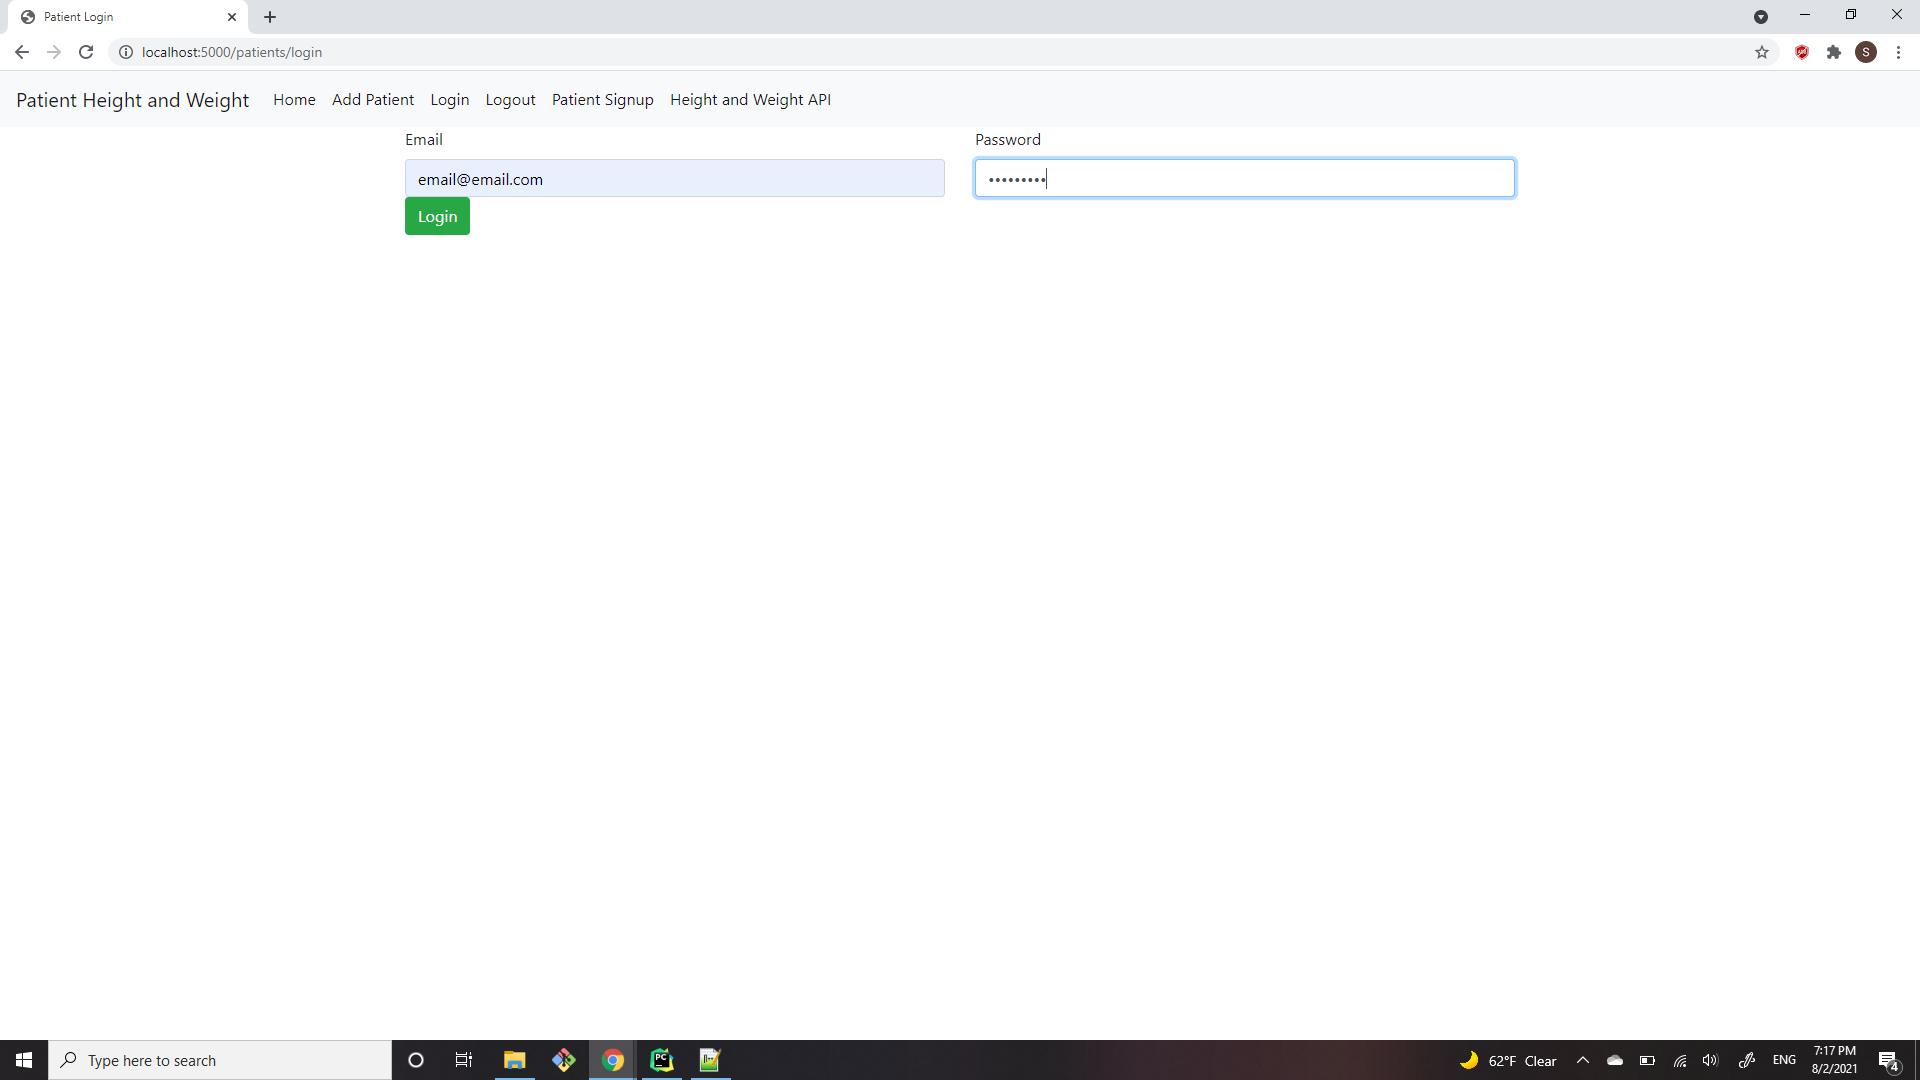 Patient Login
localhost:5000/patients/login
S
Patient Height and Weight Home Add Patient Login Logout Patient Signup Height and Weight API
Email Password
email@email.com •••••••••
Login
Type here to search
PC
62°F Clear ENG 7:17 PM
8/2/2021
4